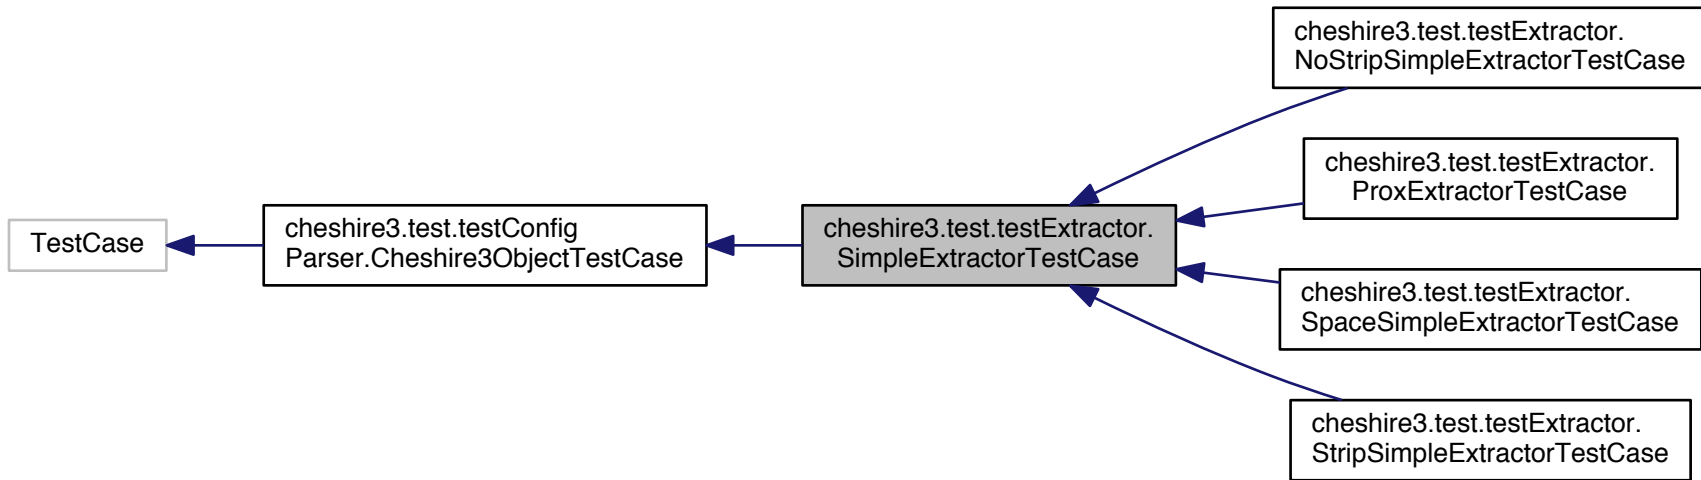 TestCase
cheshire3.test.testConfig
Parser.Cheshire3ObjectTestCase
cheshire3.test.testExtractor.
SimpleExtractorTestCase
cheshire3.test.testExtractor.
NoStripSimpleExtractorTestCase
cheshire3.test.testExtractor.
ProxExtractorTestCase
cheshire3.test.testExtractor.
SpaceSimpleExtractorTestCase
cheshire3.test.testExtractor.
StripSimpleExtractorTestCase